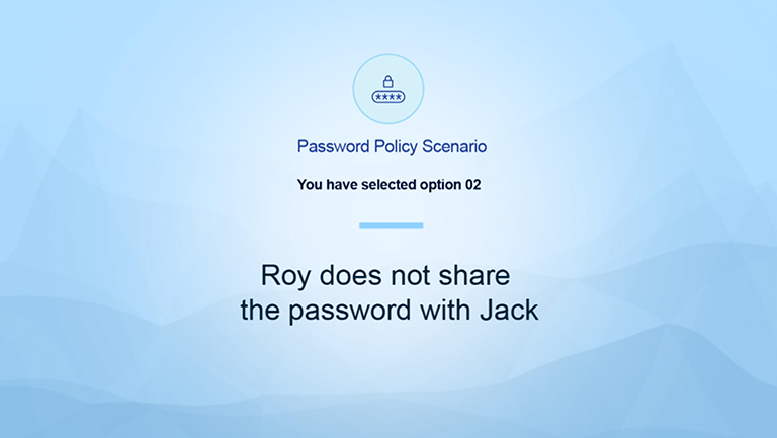 ****
Password Policy Scenario
You have selected option 02
Roy does not share
the password with Jack